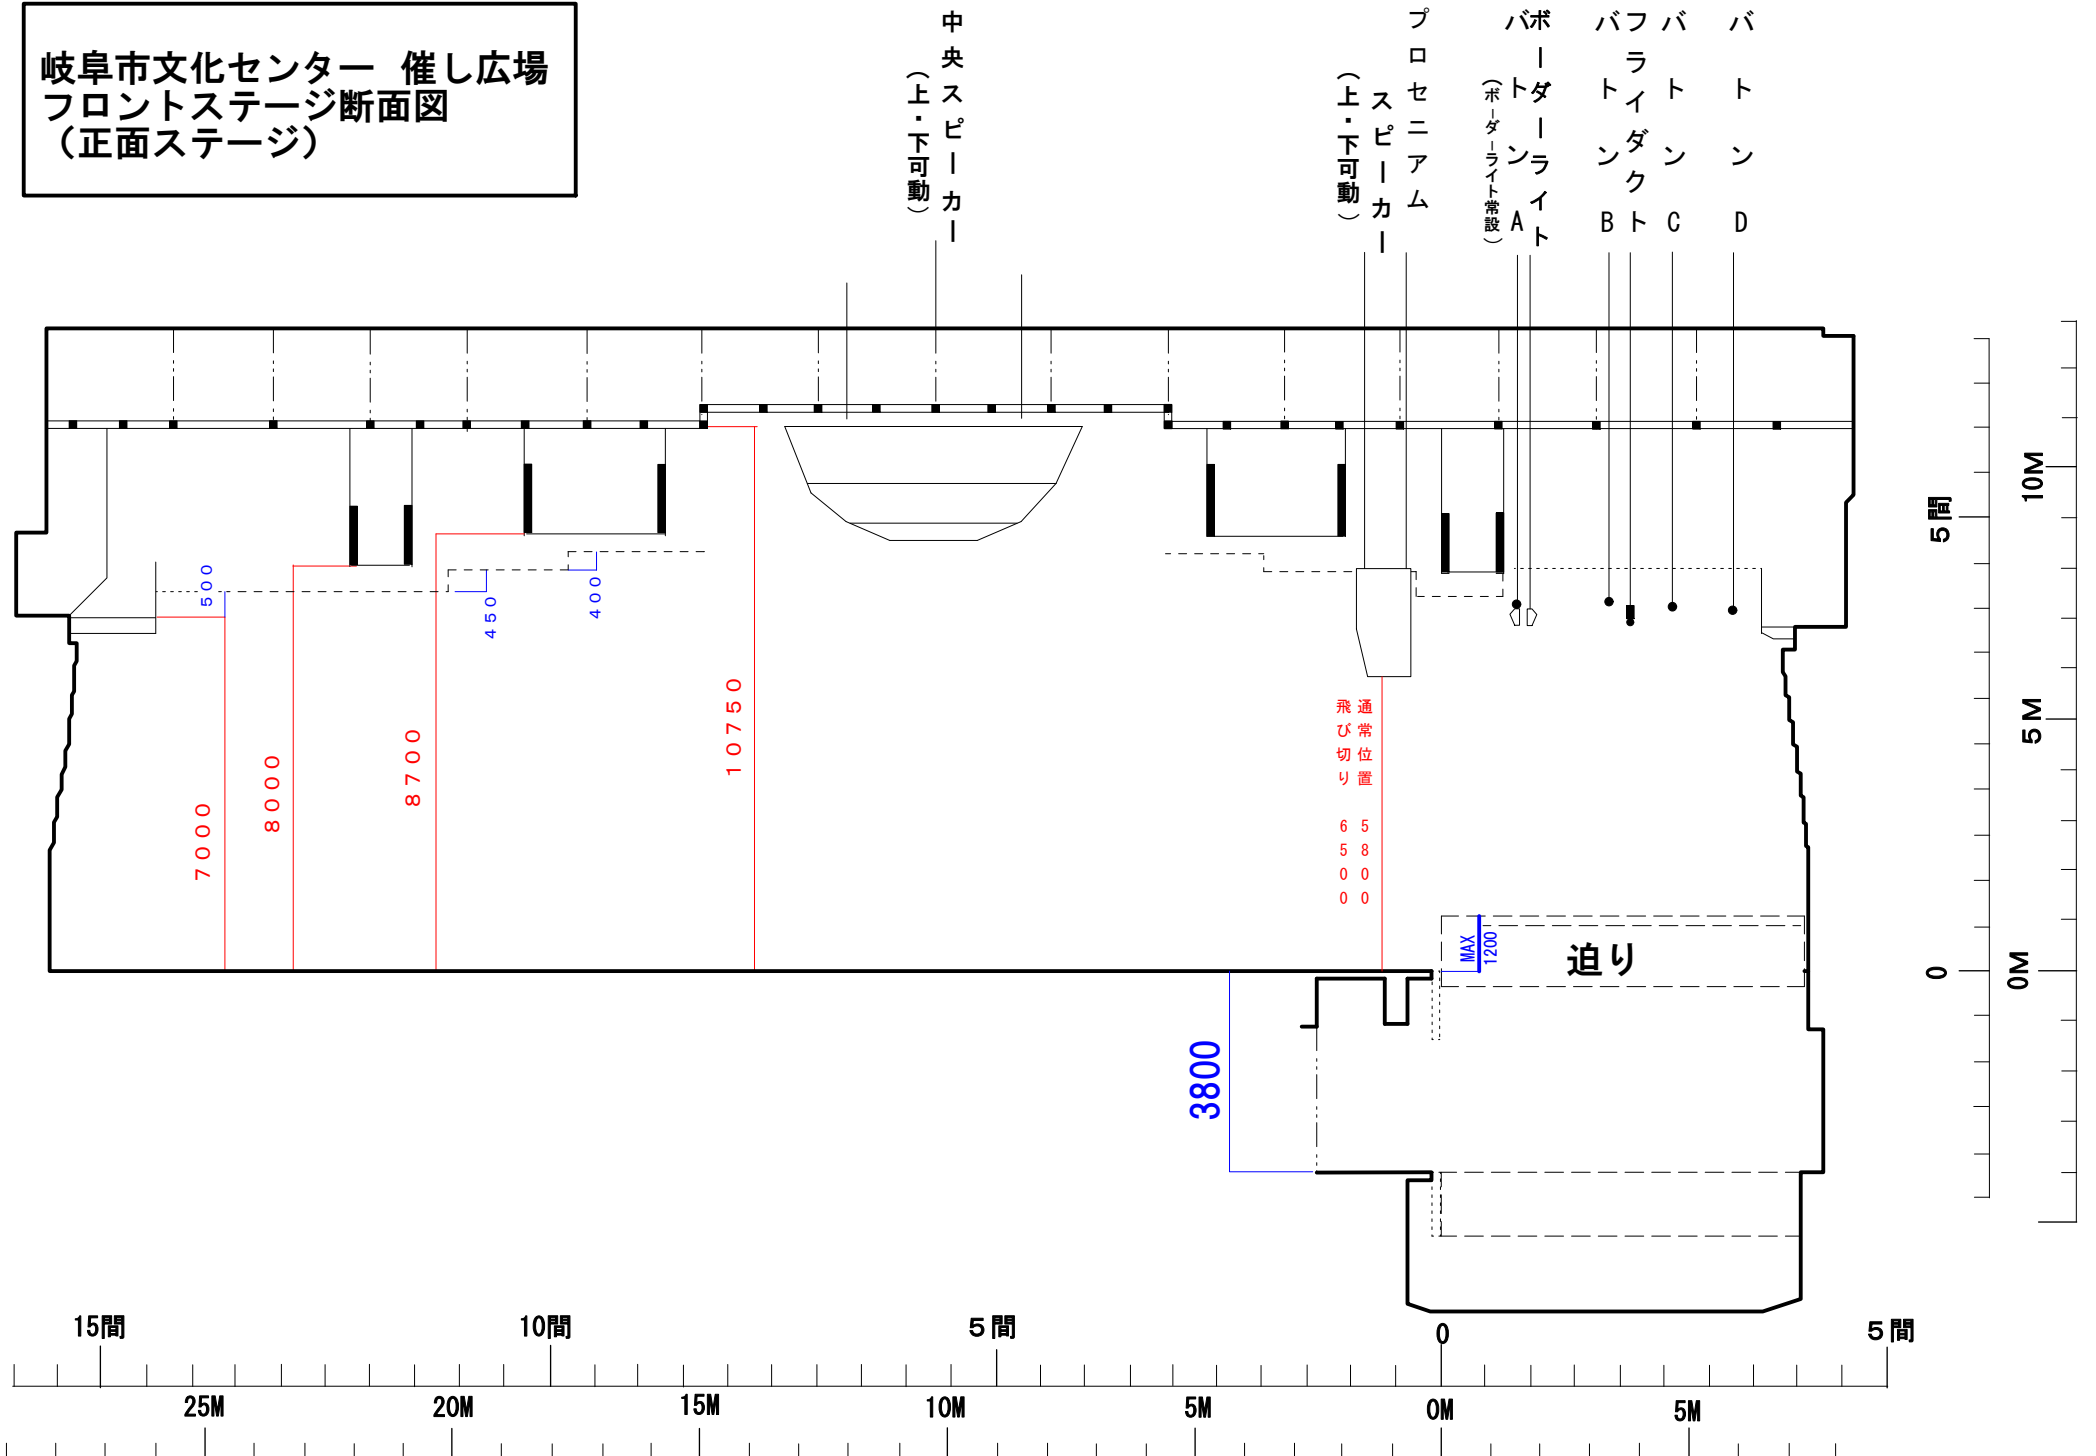 岐阜市文化センター 催し広場
フロントステージ断面図
（正面ステージ）
中央スピーカー
（上・下可動）
プロセニアム
スピーカー
（上・下可動）
ボーダーライト
バトン A
（ボーダーライト常設）
バトン B
フライダクト
バトン C
バトン D
500
450
400
7000
8000
8700
10750
通常位置 5800
飛び切り 6500
MAX
1200
迫り
3800
5間
0
10M
5M
0M
15間
10間
5間
0
5間
25M
20M
15M
10M
5M
0M
5M